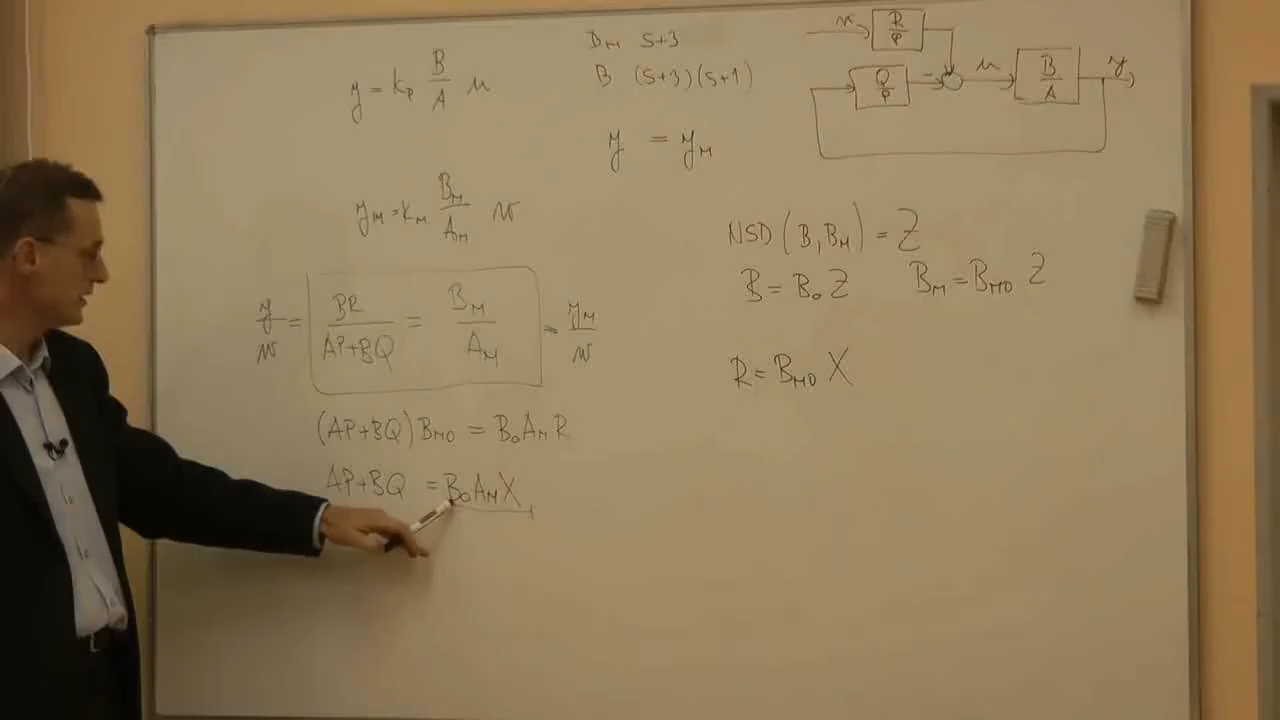 y = k_p B/A u
B_M s+3
B (s+3)(s+1)
y = y_M
y_M = k_M B_M/A_M w
y/w = BR/(AP+BQ) = B_M/A_M = y_M/w
(AP+BQ)B_M0 = B_0 A_M R
AP+BQ = B_0 A_M X
w R/P
Q/P - u B/A y
NSD(B, B_M) = Z
B = B_0 Z B_M = B_M0 Z
R = B_M0 X